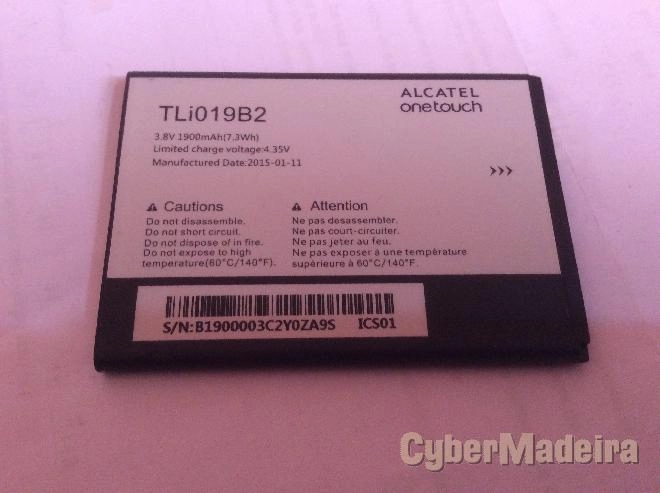 ALCATEL
onetouch
TLi019B2
3.8V 1900mAh(7.3Wh)
Limited charge voltage:4.35V
Manufactured Date:2015-01-11
>>>
Cautions
Do not disassemble.
Do not short circuit.
Do not dispose of in fire.
Do not expose to high
temperature(60°C/140°F).
Attention
Ne pas desassembler.
Ne pas court-circuiter.
Ne pas jeter au feu.
Ne pas exposer à une température
supérieure à 60°C/140°F.
S/N:B1900003C2Y0ZA9S ICS01
CyberMadeira